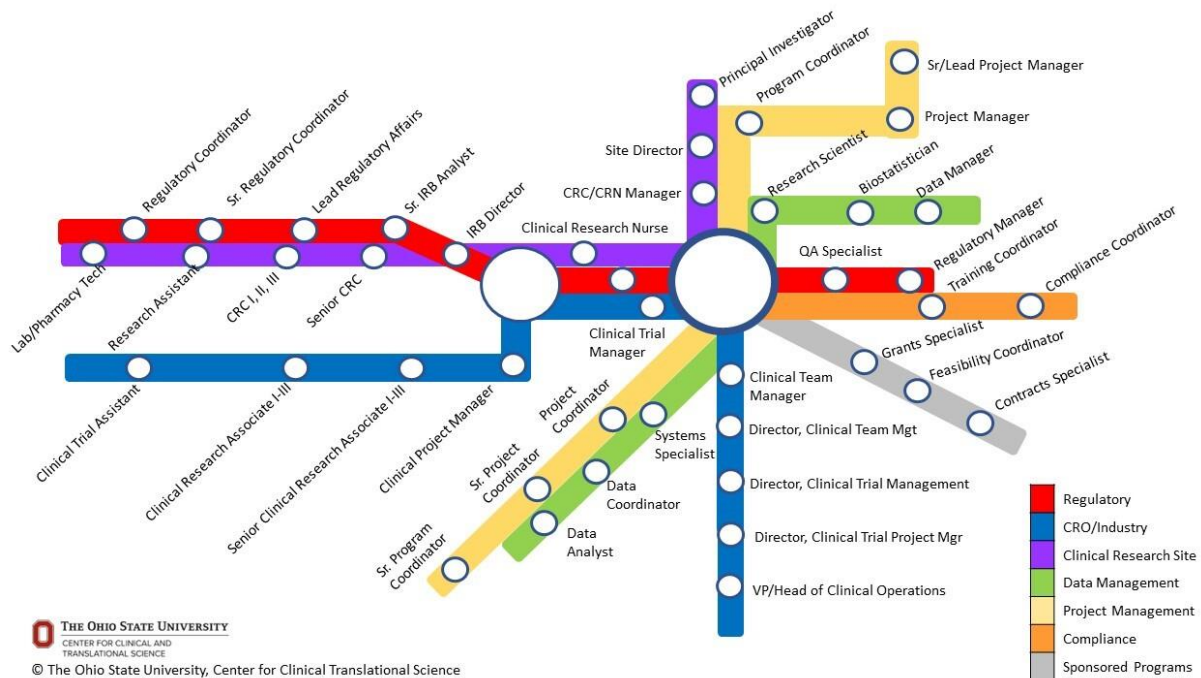 Principal Investigator
Program Coordinator
Sr/Lead Project Manager
Project Manager
Site Director
CRC/CRN Manager
Research Scientist
Biostatistician
Data Manager
Regulatory Coordinator
Sr. Regulatory Coordinator
Lead Regulatory Affairs
Sr. IRB Analyst
IRB Director
Clinical Research Nurse
QA Specialist
Regulatory Manager
Training Coordinator
Compliance Coordinator
Lab/Pharmacy Tech
Research Assistant
CRC I, II, III
Senior CRC
Clinical Trial
Manager
Grants Specialist
Feasibility Coordinator
Contracts Specialist
Clinical Trial Assistant
Clinical Research Associate I-III
Senior Clinical Research Associate I-III
Clinical Project Manager
Project
Coordinator
Sr. Project
Coordinator
Sr. Program
Coordinator
Systems
Specialist
Data
Coordinator
Data
Analyst
Clinical Team
Manager
Director, Clinical Team Mgt
Director, Clinical Trial Management
Director, Clinical Trial Project Mgr
VP/Head of Clinical Operations
Regulatory
CRO/Industry
Clinical Research Site
Data Management
Project Management
Compliance
Sponsored Programs
THE OHIO STATE UNIVERSITY
CENTER FOR CLINICAL AND
TRANSLATIONAL SCIENCE
© The Ohio State University, Center for Clinical Translational Science